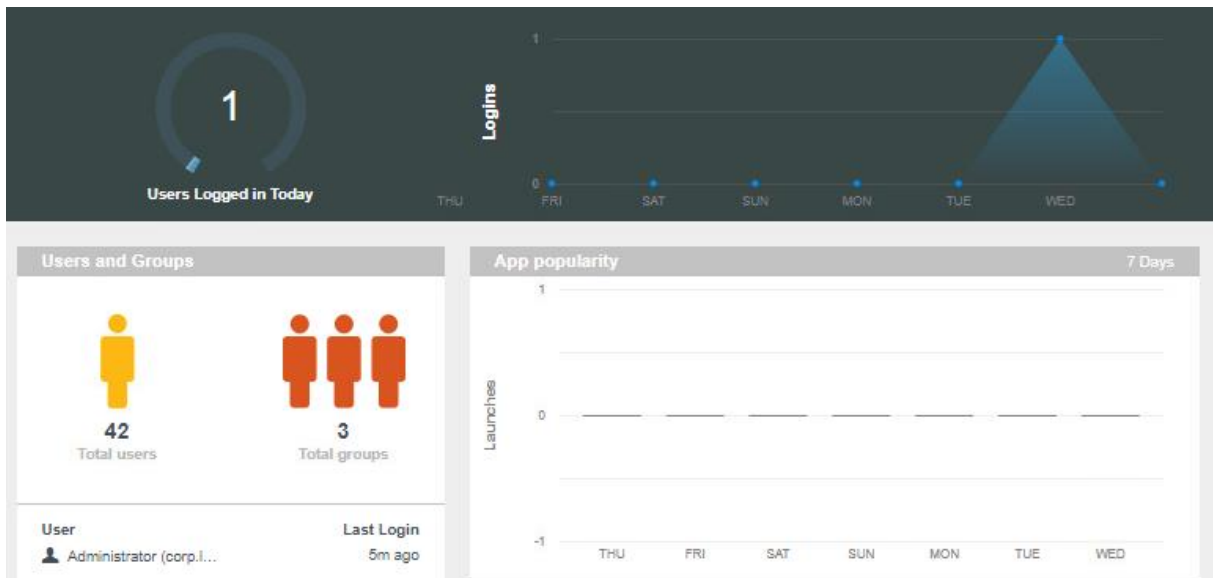 1
Users Logged in Today
Logins
1
0
THU FRI SAT SUN MON TUE WED
Users and Groups
42
Total users
3
Total groups
User Last Login
Administrator (corp.l... 5m ago
App popularity 7 Days
Launches
1
0
-1
THU FRI SAT SUN MON TUE WED